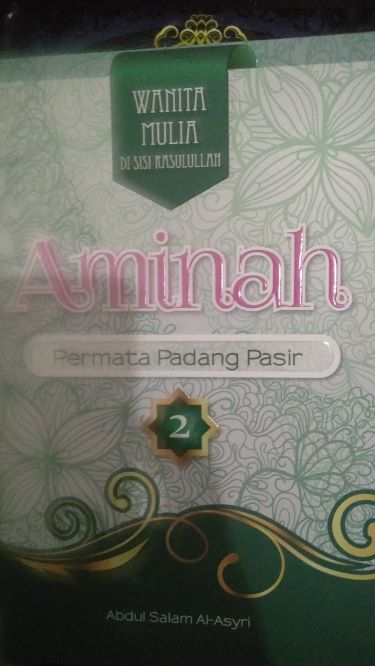 WANITA
MULIA
DI SISI RASULULLAH
Aminah
Permata Padang Pasir
2
Abdul Salam Al-Asyri